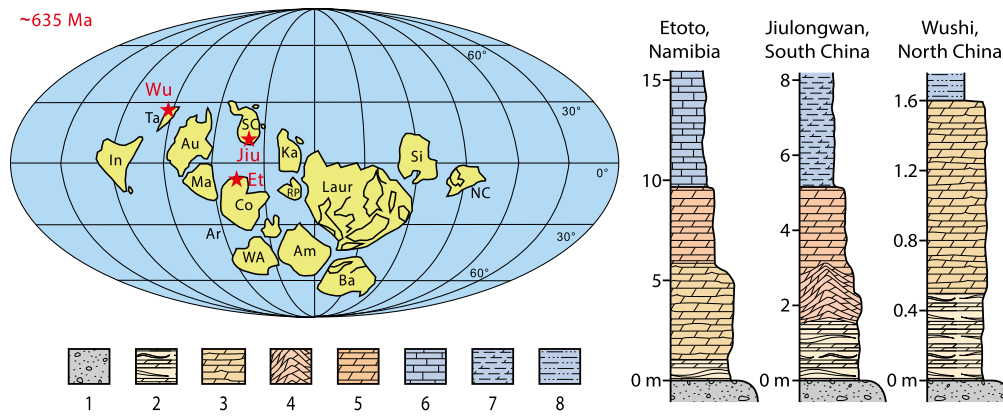 ~635 Ma
60°
30°
0°
30°
60°
Wu
Ta
In
Au
SC
Jiu
Ka
Si
NC
Ma
Et
Co
RP
Laur
Ar
WA
Am
Ba
1 2 3 4 5 6 7 8
Etoto,
Namibia
15
10
5
0 m
Jiulongwan,
South China
8
6
4
2
0 m
Wushi,
North China
1.6
1.2
0.8
0.4
0 m